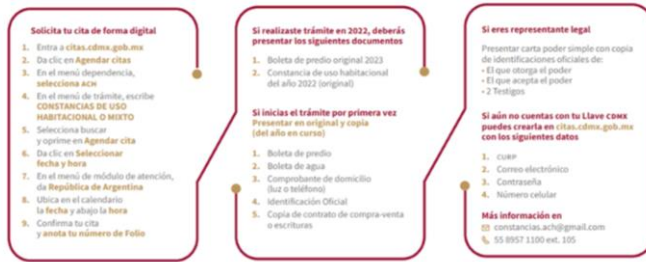 Solicita tu cita de forma digital
1. Entra a citas.cdmx.gob.mx
2. Da clic en Agendar citas
3. En el menú dependencia,
selecciona ACH
4. En el menú de trámite, escribe
CONSTANCIAS DE USO
HABITACIONAL O MIXTO
5. Selecciona buscar
y oprime en Agendar cita
6. Da clic en Seleccionar
fecha y hora
7. En el menú de módulo de atención,
da República de Argentina
8. Ubica en el calendario
la fecha y abajo la hora
9. Confirma tu cita
y anota tu número de Folio
Si realizaste trámite en 2022, deberás
presentar los siguientes documentos
1. Boleta de predio original 2023
2. Constancia de uso habitacional
del año 2022 (original)
Si inicias el trámite por primera vez
Presentar en original y copia
(del año en curso)
1. Boleta de predio
2. Boleta de agua
3. Comprobante de domicilio
(luz o teléfono)
4. Identificación Oficial
5. Copia de contrato de compra-venta
o escrituras
Si eres representante legal
Presentar carta poder simple con copia
de identificaciones oficiales de:
• El que otorga el poder
• El que acepta el poder
• 2 Testigos
Si aún no cuentas con tu Llave CDMX
puedes crearla en citas.cdmx.gob.mx
con los siguientes datos
1. CURP
2. Correo electrónico
3. Contraseña
4. Número celular
Más información en
constancias.ach@gmail.com
55 8957 1100 ext. 105